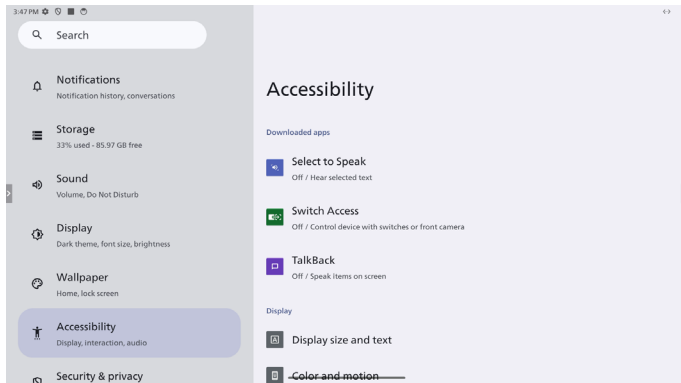 3:47 PM
Search
Notifications
Notification history, conversations
Storage
33% used - 85.97 GB free
Sound
Volume, Do Not Disturb
Display
Dark theme, font size, brightness
Wallpaper
Home, lock screen
Accessibility
Display, interaction, audio
Security & privacy
Accessibility
Downloaded apps
Select to Speak
Off / Hear selected text
Switch Access
Off / Control device with switches or front camera
TalkBack
Off / Speak items on screen
Display
Display size and text
Color and motion